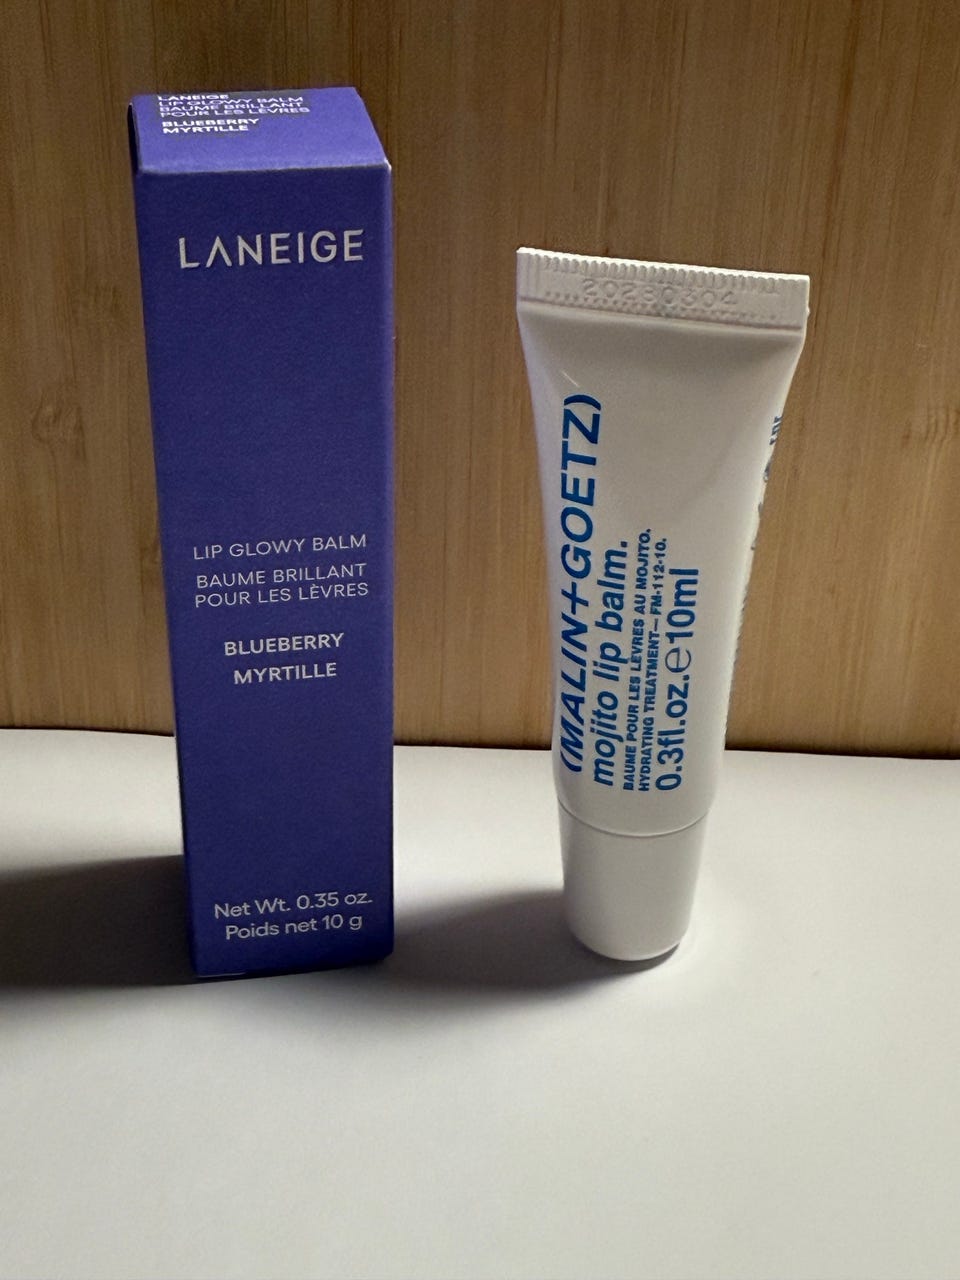 LANEIGE
LIP GLOWY BALM
BAUME BRILLANT
POUR LES LÈVRES
BLUEBERRY
MYRTILLE
LANEIGE
LIP GLOWY BALM
BAUME BRILLANT
POUR LES LÈVRES
BLUEBERRY
MYRTILLE
Net Wt. 0.35 oz.
Poids net 10 g
20230304
(MALIN+GOETZ)
mojito lip balm.
BAUME POUR LES LÈVRES AU MOJITO.
HYDRATING TREATMENT—FM-112-10.
0.3fl.oz.℮10ml